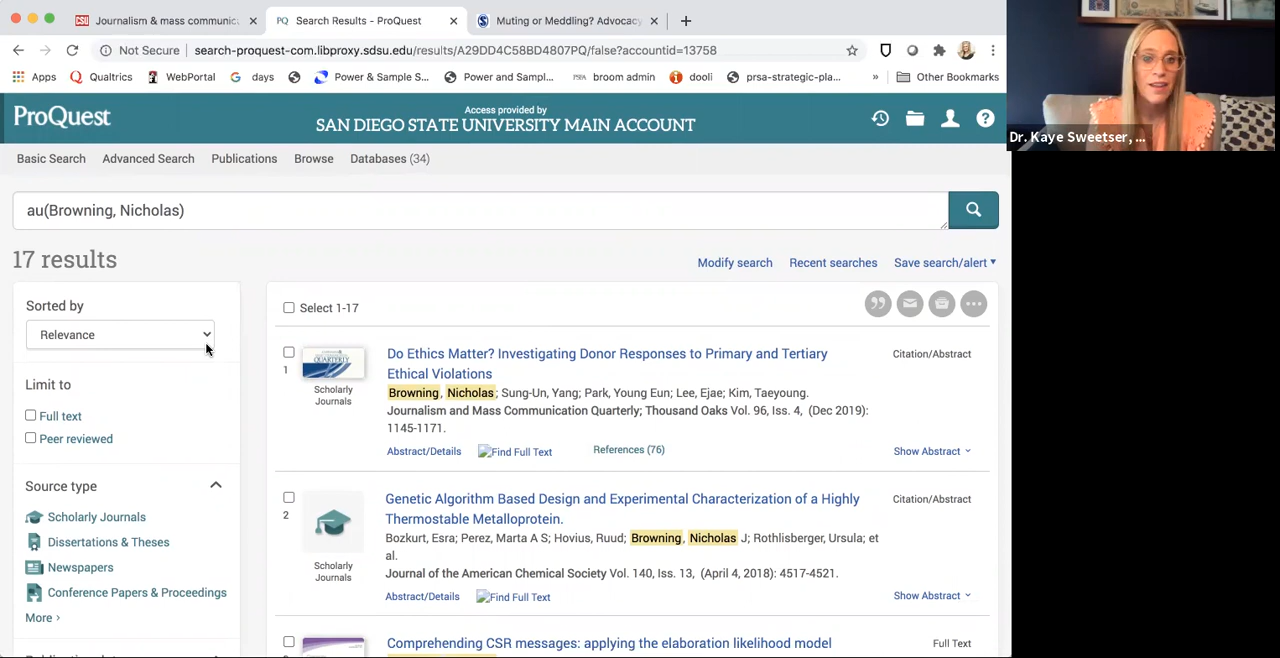 CSU Journalism & mass communic
PQ Search Results - ProQuest
Muting or Meddling? Advocacy
Not Secure
search-proquest-com.libproxy.sdsu.edu/results/A29DD4C58BD4807PQ/false?accountid=13758
Apps
Qualtrics
WebPortal
days
Power & Sample S...
Power and Sampl...
broom admin
dooli
prsa-strategic-pla...
»
Other Bookmarks
ProQuest
Access provided by
SAN DIEGO STATE UNIVERSITY MAIN ACCOUNT
Dr. Kaye Sweetser, ...
Basic Search
Advanced Search
Publications
Browse
Databases (34)
au(Browning, Nicholas)
17 results
Modify search
Recent searches
Save search/alert
Sorted by
Relevance
Limit to
Full text
Peer reviewed
Source type
Scholarly Journals
Dissertations & Theses
Newspapers
Conference Papers & Proceedings
More ›
Select 1-17
1
QUARTERLY
Scholarly
Journals
Do Ethics Matter? Investigating Donor Responses to Primary and Tertiary
Ethical Violations
Browning, Nicholas; Sung-Un, Yang; Park, Young Eun; Lee, Ejae; Kim, Taeyoung.
Journalism and Mass Communication Quarterly; Thousand Oaks Vol. 96, Iss. 4, (Dec 2019):
1145-1171.
Citation/Abstract
Abstract/Details
Find Full Text
References (76)
Show Abstract
2
Scholarly
Journals
Genetic Algorithm Based Design and Experimental Characterization of a Highly
Thermostable Metalloprotein.
Bozkurt, Esra; Perez, Marta A S; Hovius, Ruud; Browning, Nicholas J; Rothlisberger, Ursula; et
al.
Journal of the American Chemical Society Vol. 140, Iss. 13, (April 4, 2018): 4517-4521.
Citation/Abstract
Abstract/Details
Find Full Text
Show Abstract
Comprehending CSR messages: applying the elaboration likelihood model
Full Text